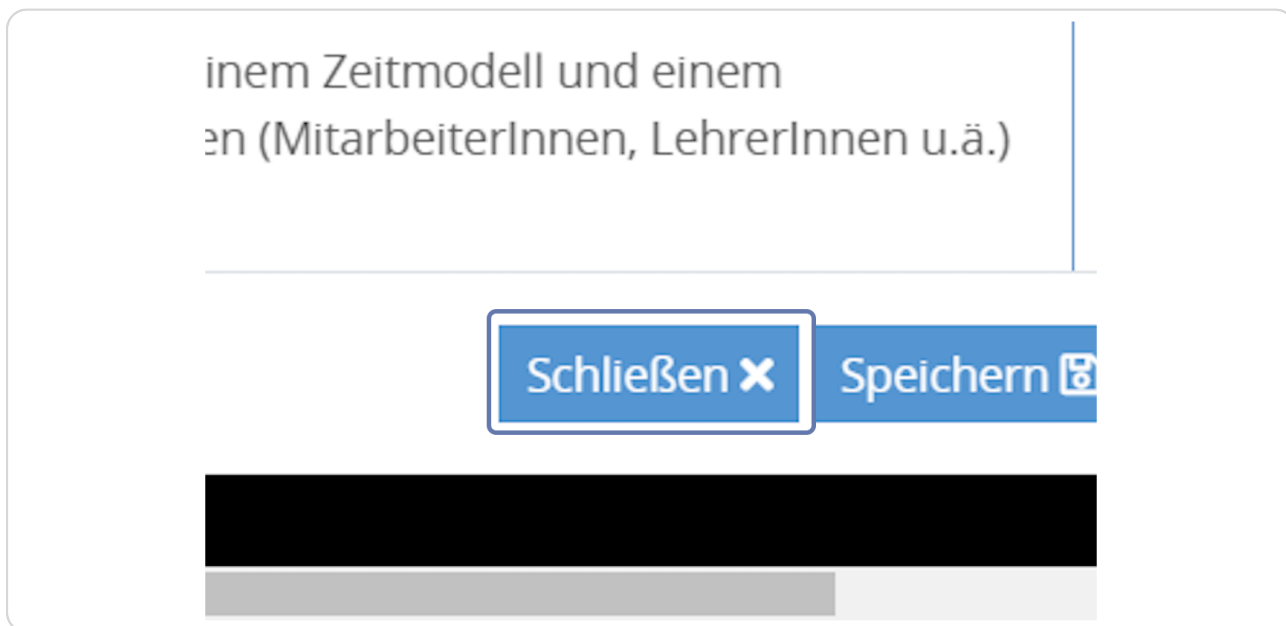 inem Zeitmodell und einem
en (MitarbeiterInnen, LehrerInnen u.ä.)
Schließen Speichern